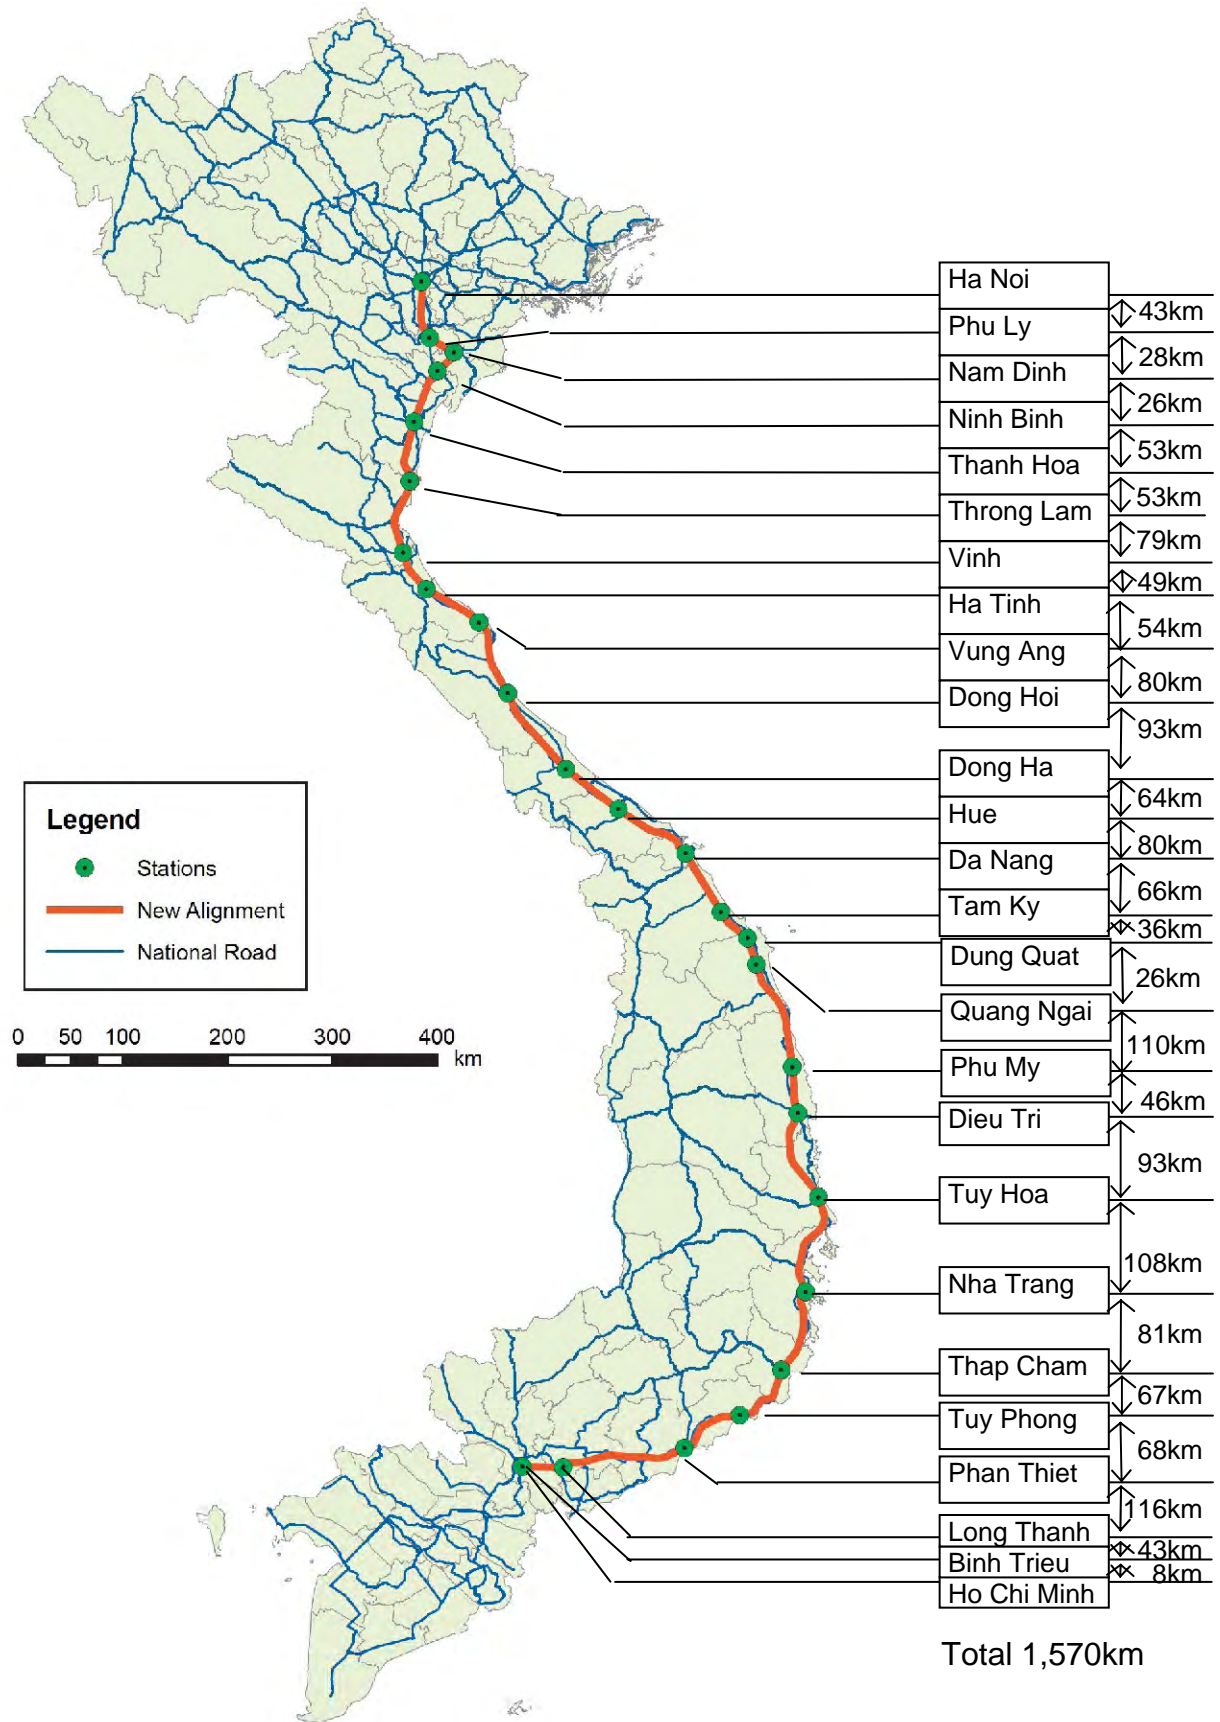 Ha Noi
43km
Phu Ly
28km
Nam Dinh
26km
Ninh Binh
53km
Thanh Hoa
53km
Throng Lam
79km
Vinh
49km
Ha Tinh
54km
Vung Ang
80km
Dong Hoi
93km
Dong Ha
64km
Hue
80km
Da Nang
66km
Tam Ky
36km
Dung Quat
26km
Quang Ngai
110km
Phu My
46km
Dieu Tri
93km
Tuy Hoa
108km
Nha Trang
81km
Thap Cham
67km
Tuy Phong
68km
Phan Thiet
116km
Long Thanh
43km
Binh Trieu
8km
Ho Chi Minh
Total 1,570km
Legend
Stations
New Alignment
National Road
0 50 100 200 300 400
km